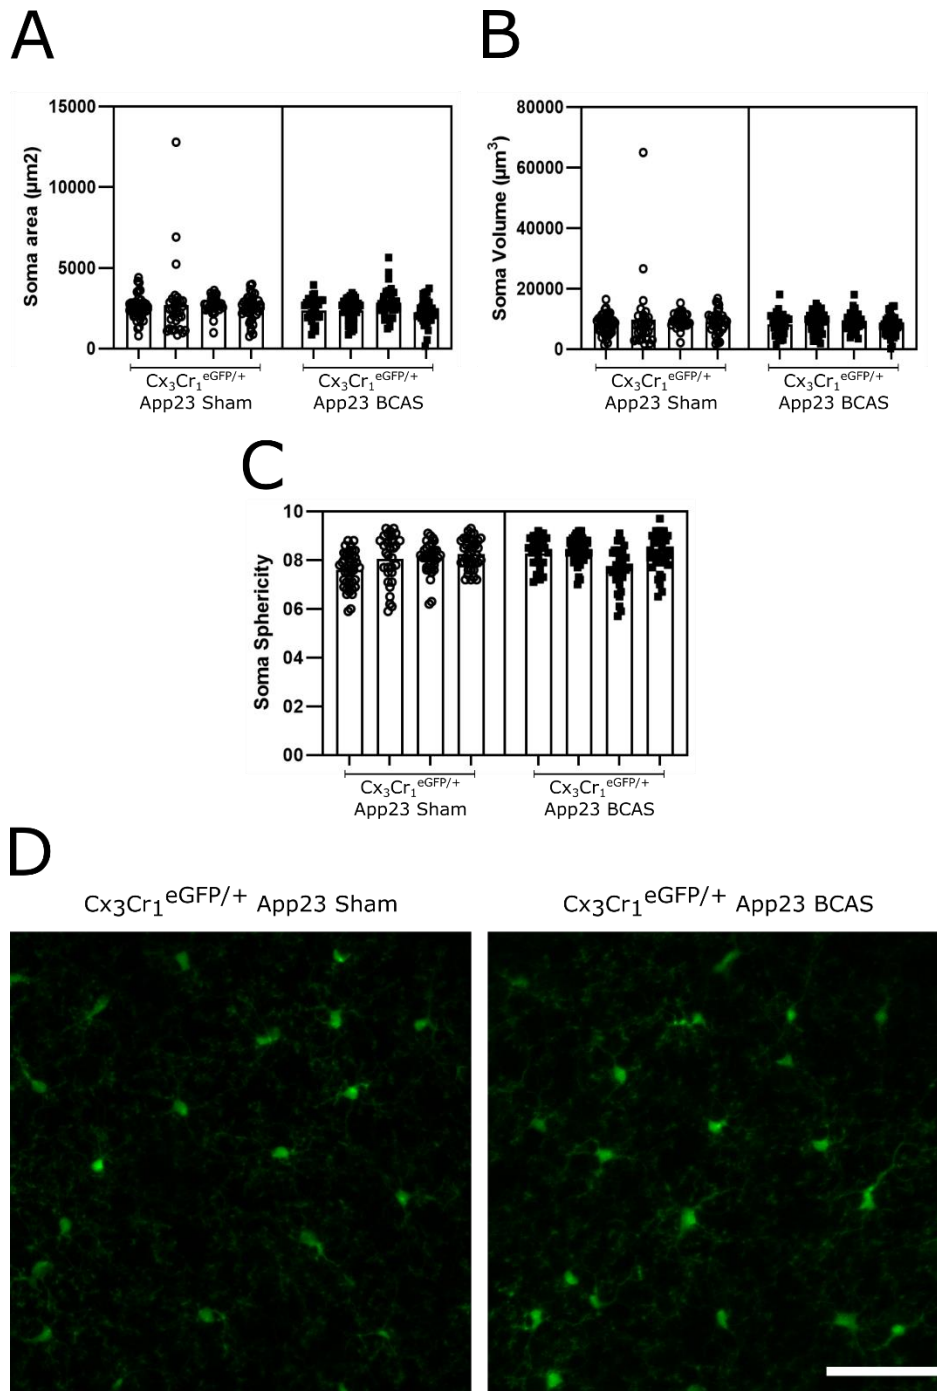 A
B
15000
10000
5000
0
Soma area (µm2)
Cx3Cr1eGFP/+
App23 Sham
Cx3Cr1eGFP/+
App23 BCAS
80000
60000
40000
20000
0
Soma Volume (µm³)
Cx3Cr1eGFP/+
App23 Sham
Cx3Cr1eGFP/+
App23 BCAS
C
10
08
06
04
02
00
Soma Sphericity
Cx3Cr1eGFP/+
App23 Sham
Cx3Cr1eGFP/+
App23 BCAS
D
Cx3Cr1eGFP/+ App23 Sham
Cx3Cr1eGFP/+ App23 BCAS